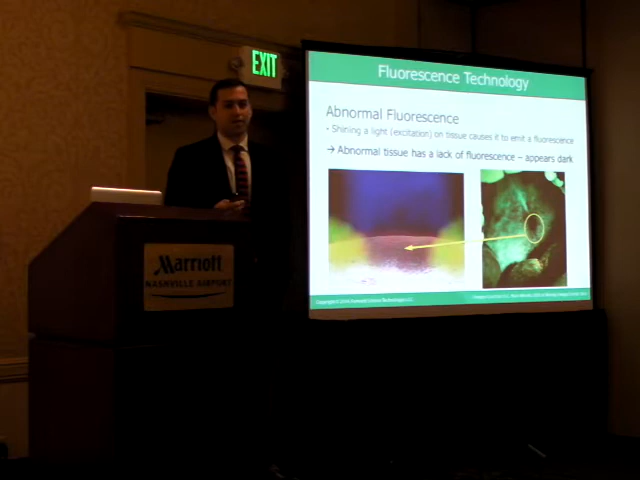 EXIT
Fluorescence Technology
Abnormal Fluorescence
- Shining a light (excitation) on tissue causes it to emit a fluorescence
→ Abnormal tissue has a lack of fluorescence – appears dark
Marriott
NASHVILLE AIRPORT